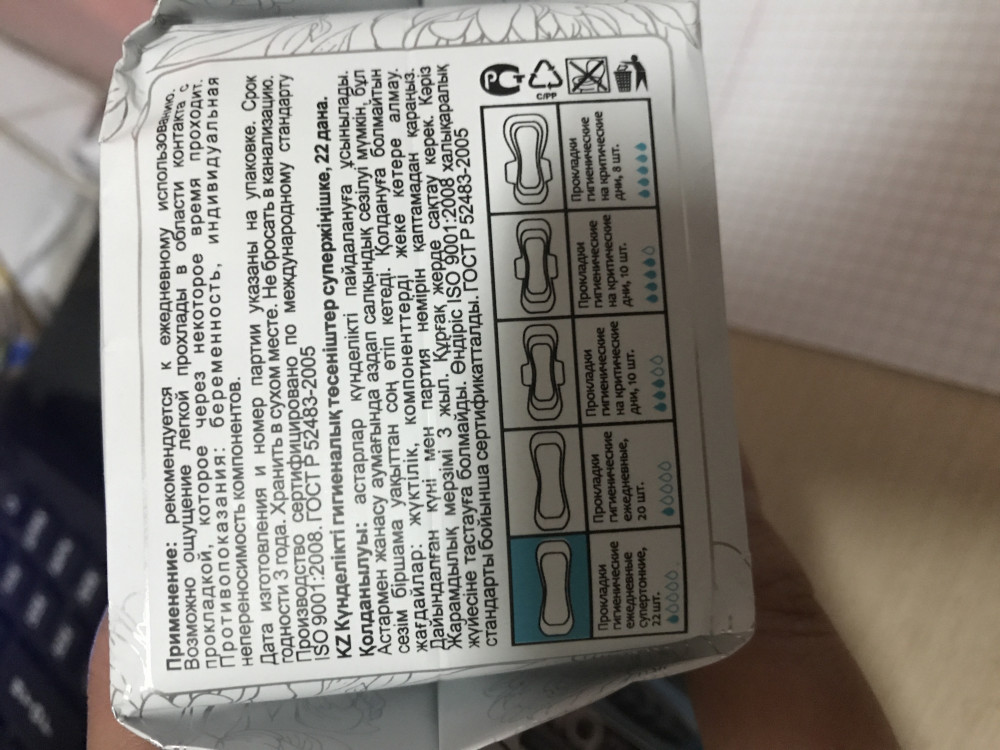 Применение: рекомендуется к ежедневному использованию.
Возможно ощущение легкой прохлады в области контакта с
прокладкой, которое через некоторое время проходит.
Противопоказания: беременность, индивидуальная
непереносимость компонентов.
Дата изготовления и номер партии указаны на упаковке. Срок
годности 3 года. Хранить в сухом месте. Не бросать в канализацию.
Производство сертифицировано по международному стандарту
ISO 9001:2008. ГОСТ Р 52483-2005
KZ Күнделікті гигиеналық төсеніштер супержіңішке, 22 дана.
Қолданылуы: астарлар күнделікті пайдалануға ұсынылады.
Астармен жанасу аумағында аздап салқындық сезілуі мүмкін, бұл
сезім біршама уақыттан соң өтіп кетеді. Қолдануға болмайтын
жағдайлар: жүктілік, компоненттерді жеке көтере алмау.
Дайындалған күні мен партия нөмірін қаптамадан қараңыз.
Жарамдылық мерзімі 3 жыл. Құрғақ жерде сақтау керек. Кәріз
жүйесіне тастауға болмайды. Өндіріс ISO 9001:2008 халықаралық
стандарты бойынша сертификатталды. ГОСТ Р 52483-2005
C/PP
Прокладки
гигиенические
ежедневные
супертонкие,
22 шт.
Прокладки
гигиенические
ежедневные,
20 шт.
Прокладки
гигиенические
на критические
дни, 10 шт.
Прокладки
гигиенические
на критические
дни, 10 шт.
Прокладки
гигиенические
на критические
дни, 8 шт.